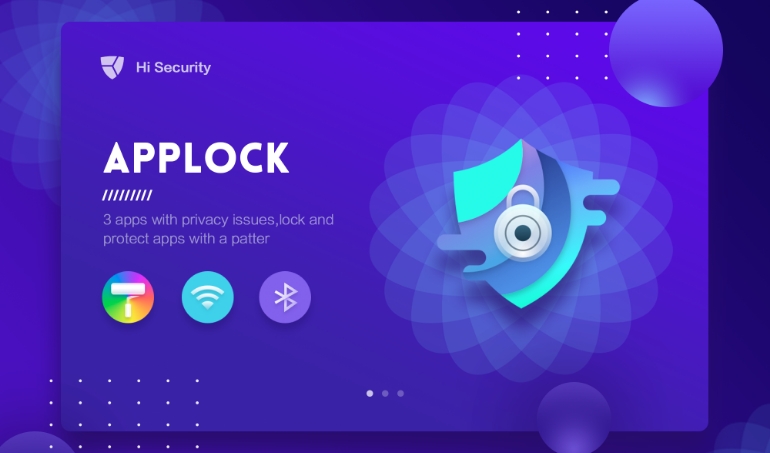 Hi Security
APPLOCK
3 apps with privacy issues,lock and
protect apps with a patter